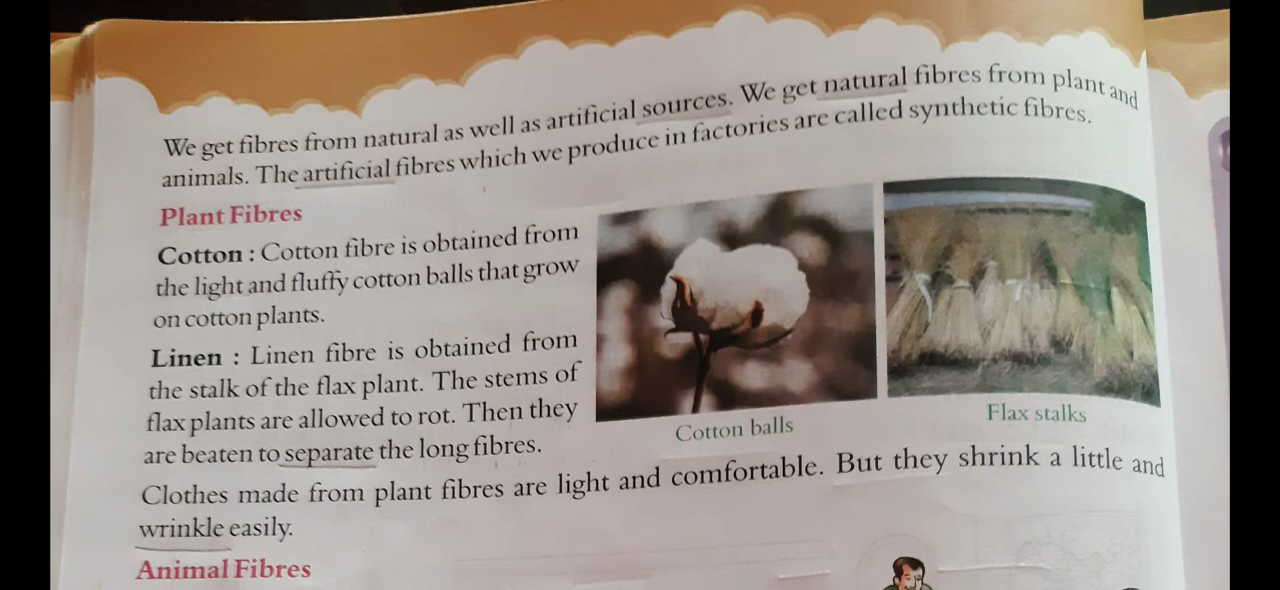 We get fibres from natural as well as artificial sources. We get natural fibres from plant and
animals. The artificial fibres which we produce in factories are called synthetic fibres.
Plant Fibres
Cotton : Cotton fibre is obtained from
the light and fluffy cotton balls that grow
on cotton plants.
Linen : Linen fibre is obtained from
the stalk of the flax plant. The stems of
flax plants are allowed to rot. Then they
are beaten to separate the long fibres.
Cotton balls
Flax stalks
Clothes made from plant fibres are light and comfortable. But they shrink a little and
wrinkle easily.
Animal Fibres